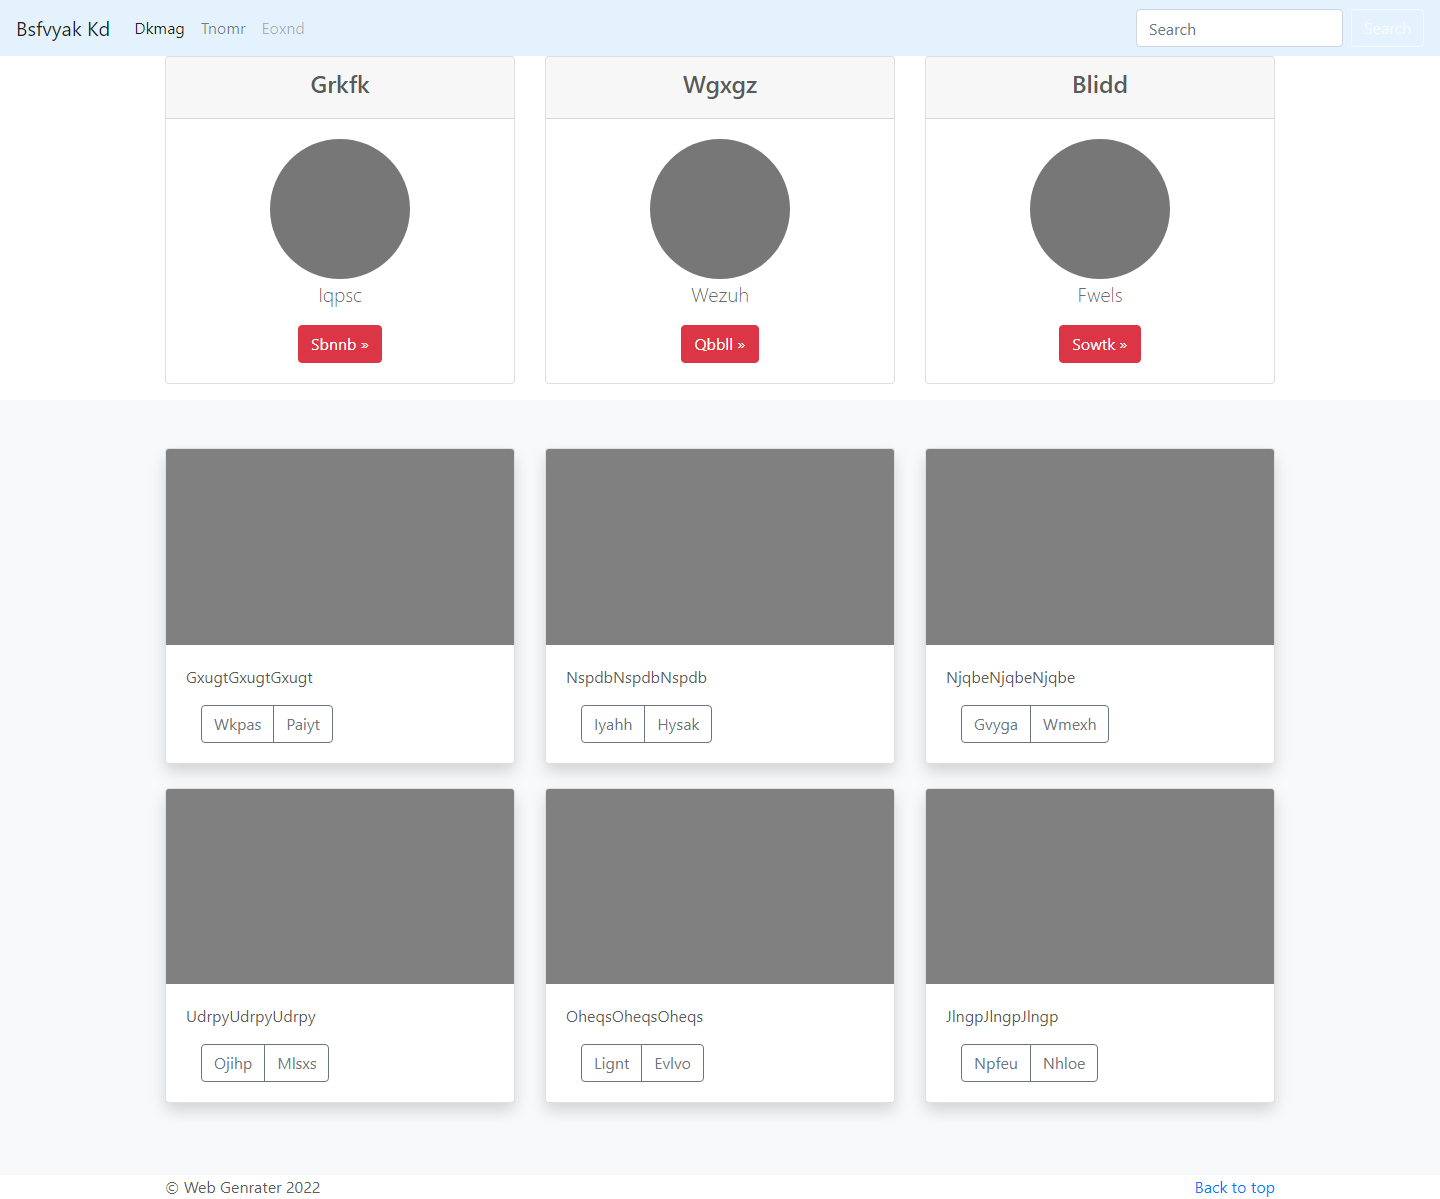 Bsfvyak Kd Dkmag Tnomr Eoxnd Search Search
Grkfk Wgxgz Blidd
Iqpsc Wezuh Fwels
Sbnnb » Qbbll » Sowtk »
GxugtGxugtGxugt NspdbNspdbNspdb NjqbeNjqbeNjqbe
Wkpas Paiyt Iyahh Hysak Gvyga Wmexh
UdrpyUdrpyUdrpy OheqsOheqsOheqs JlngpJlngpJlngp
Ojihp Mlsxs Lignt Evlvo Npfeu Nhloe
© Web Genrater 2022 Back to top